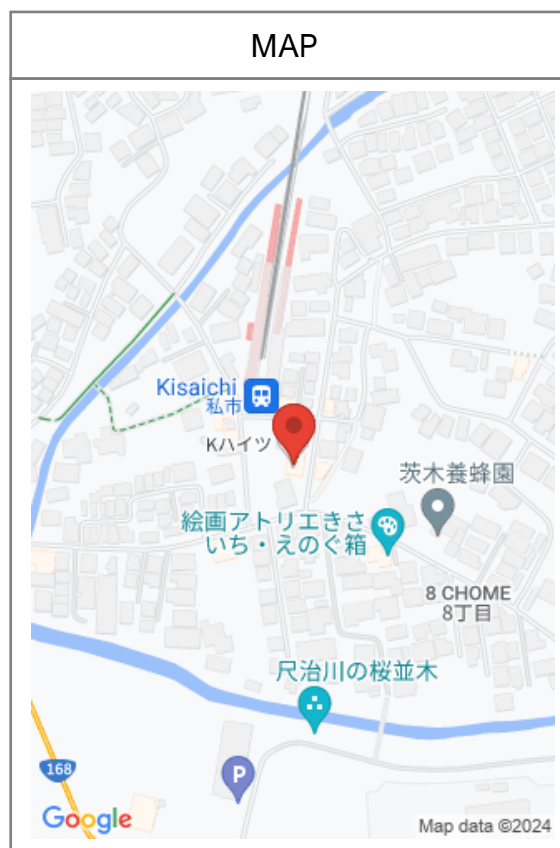 MAP
Kisaichi
私市
Kハイツ
茨木養蜂園
絵画アトリエきさ
いち・えのぐ箱
8 CHOME
8丁目
尺治川の桜並木
168
P
Google
Map data ©2024